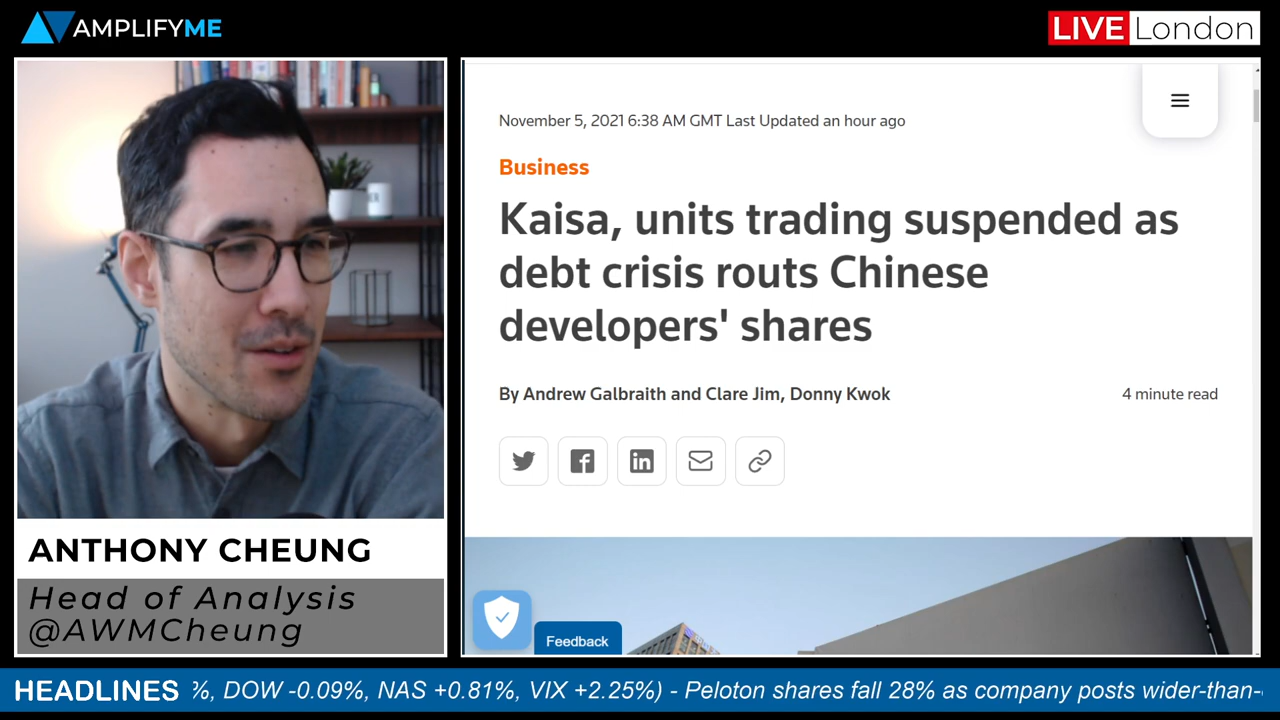 AMPLIFYME
LIVE London
November 5, 2021 6:38 AM GMT Last Updated an hour ago
Business
Kaisa, units trading suspended as
debt crisis routs Chinese
developers' shares
By Andrew Galbraith and Clare Jim, Donny Kwok
4 minute read
Feedback
ANTHONY CHEUNG
Head of Analysis
@AWMCheung
HEADLINES %, DOW -0.09%, NAS +0.81%, VIX +2.25%) - Peloton shares fall 28% as company posts wider-than-